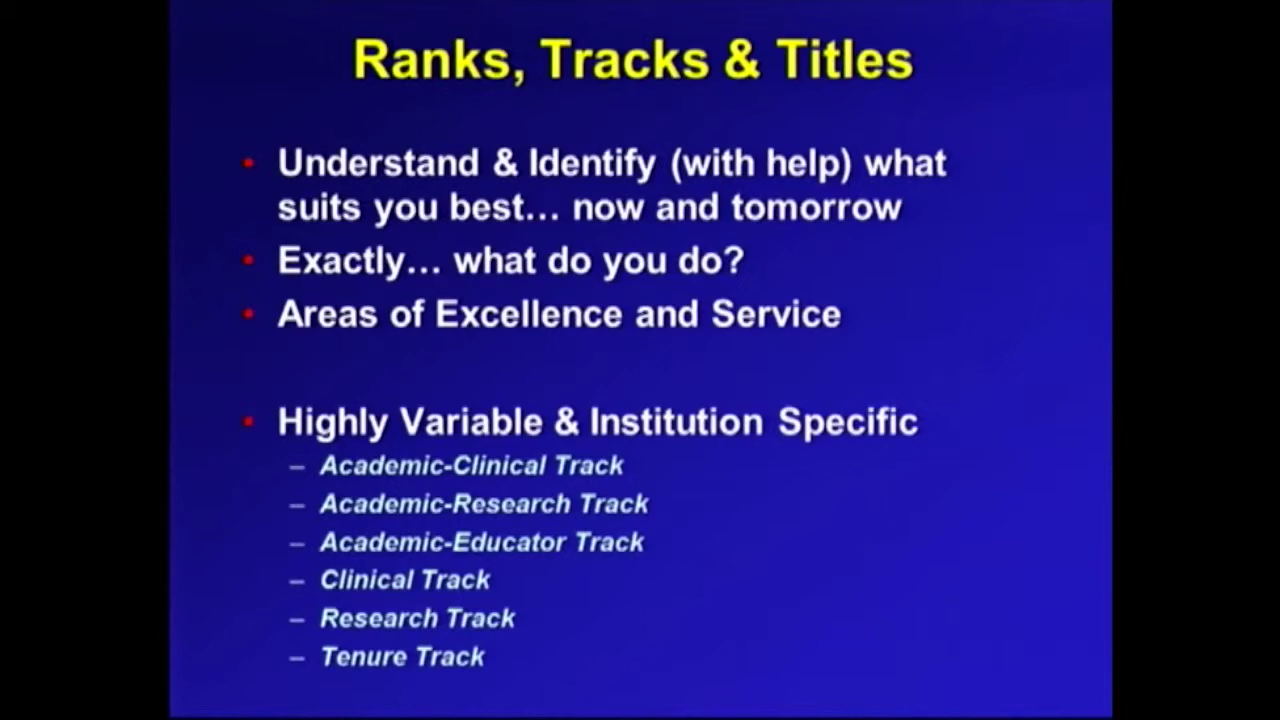 Ranks, Tracks & Titles
• Understand & Identify (with help) what
suits you best… now and tomorrow
• Exactly… what do you do?
• Areas of Excellence and Service
• Highly Variable & Institution Specific
– Academic-Clinical Track
– Academic-Research Track
– Academic-Educator Track
– Clinical Track
– Research Track
– Tenure Track